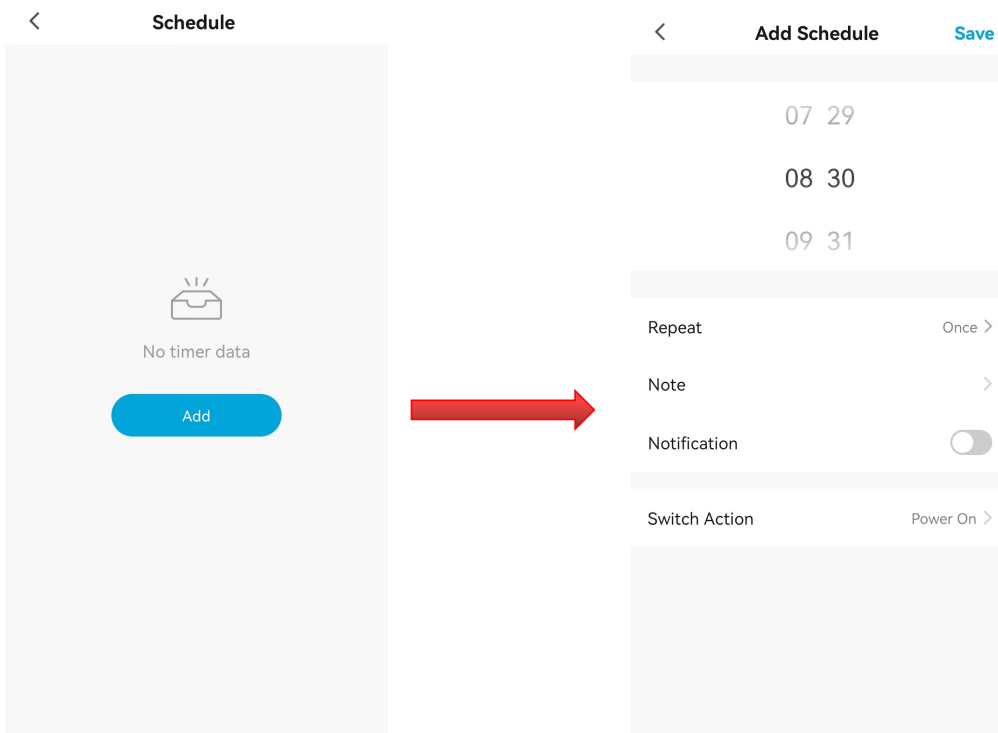 Schedule
No timer data
Add
Add Schedule
Save
07 29
08 30
09 31
Repeat
Once
Note
Notification
Switch Action
Power On